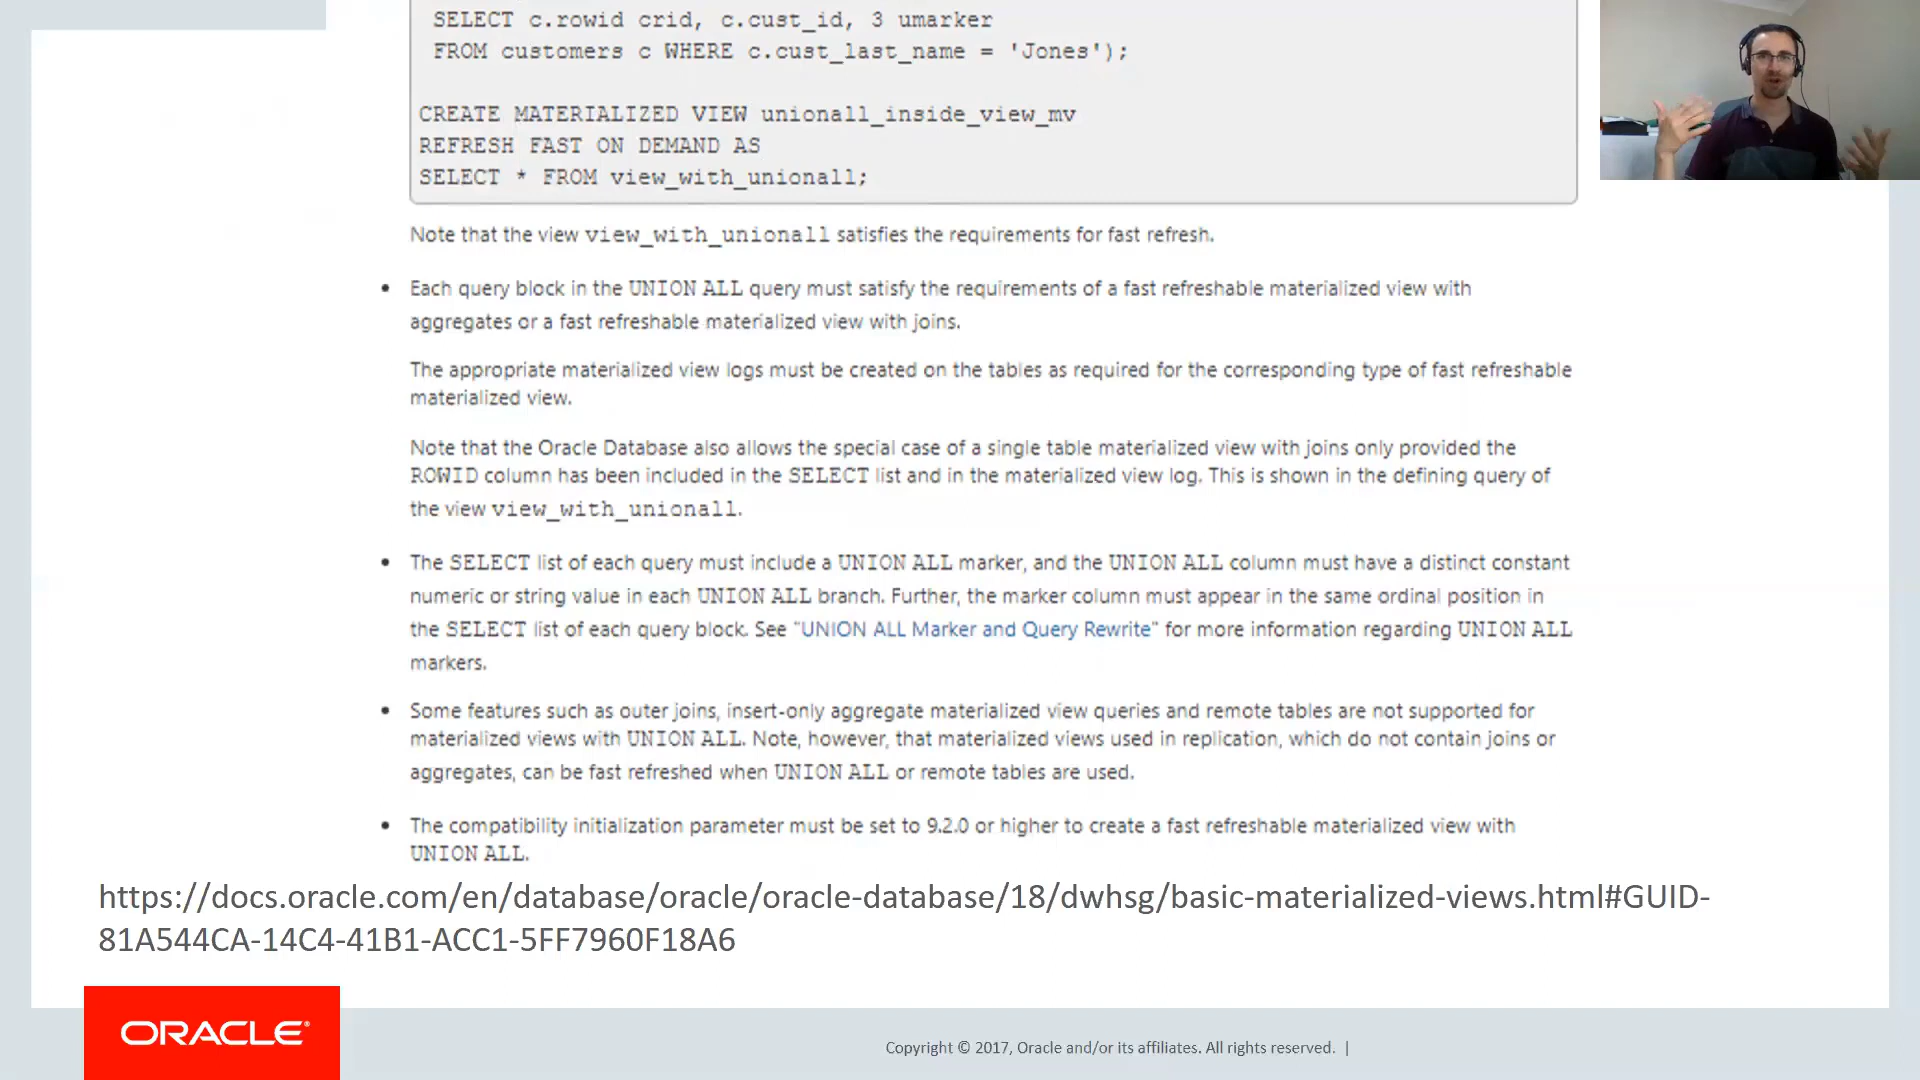 SELECT c.rowid crid, c.cust_id, 3 umarker
FROM customers c WHERE c.cust_last_name = 'Jones');
CREATE MATERIALIZED VIEW unionall_inside_view_mv
REFRESH FAST ON DEMAND AS
SELECT * FROM view_with_unionall;
Note that the view view_with_unionall satisfies the requirements for fast refresh.
• Each query block in the UNION ALL query must satisfy the requirements of a fast refreshable materialized view with
aggregates or a fast refreshable materialized view with joins.
The appropriate materialized view logs must be created on the tables as required for the corresponding type of fast refreshable
materialized view.
Note that the Oracle Database also allows the special case of a single table materialized view with joins only provided the
ROWID column has been included in the SELECT list and in the materialized view log. This is shown in the defining query of
the view view_with_unionall.
• The SELECT list of each query must include a UNION ALL marker, and the UNION ALL column must have a distinct constant
numeric or string value in each UNION ALL branch. Further, the marker column must appear in the same ordinal position in
the SELECT list of each query block. See "UNION ALL Marker and Query Rewrite" for more information regarding UNION ALL
markers.
• Some features such as outer joins, insert-only aggregate materialized view queries and remote tables are not supported for
materialized views with UNION ALL. Note, however, that materialized views used in replication, which do not contain joins or
aggregates, can be fast refreshed when UNION ALL or remote tables are used.
• The compatibility initialization parameter must be set to 9.2.0 or higher to create a fast refreshable materialized view with
UNION ALL.
https://docs.oracle.com/en/database/oracle/oracle-database/18/dwhsg/basic-materialized-views.html#GUID-
81A544CA-14C4-41B1-ACC1-5FF7960F18A6
ORACLE®
Copyright © 2017, Oracle and/or its affiliates. All rights reserved. |